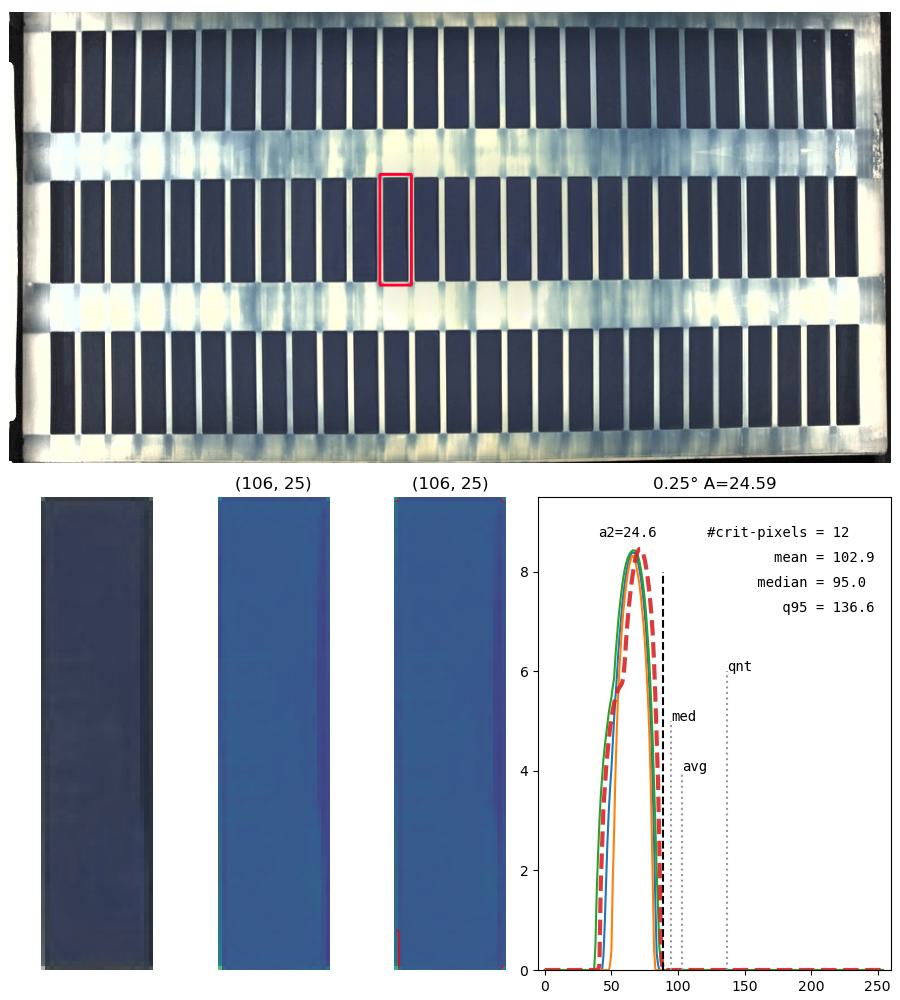 (106, 25)
(106, 25)
0.25° A=24.59
a2=24.6
#crit-pixels = 12
mean = 102.9
median = 95.0
q95 = 136.6
qnt
med
avg
8
6
4
2
0
0 50 100 150 200 250